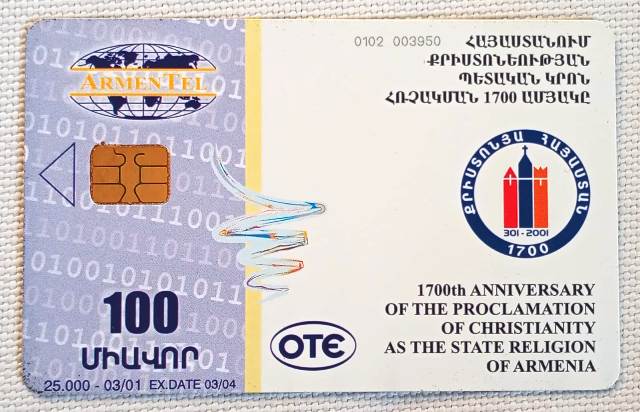 0102 003950
ՀԱՅԱՍՏԱՆՈՒՄ
ՔՐԻՍՏՈՆԵՈՒԹՅԱՆ
ՊԵՏԱԿԱՆ ԿՐՈՆ
ՀՌՉԱԿՄԱՆ 1700 ԱՄՅԱԿԸ
ARMENTEL
ՔՐԻՍՏՈՆՅԱ ՀԱՅԱՍՏԱՆ
301 - 2001
1700
1700th ANNIVERSARY
OF THE PROCLAMATION
OF CHRISTIANITY
AS THE STATE RELIGION
OF ARMENIA
100
ՄԻԱՎՈՐ
OTE
25.000 - 03/01 EX.DATE 03/04